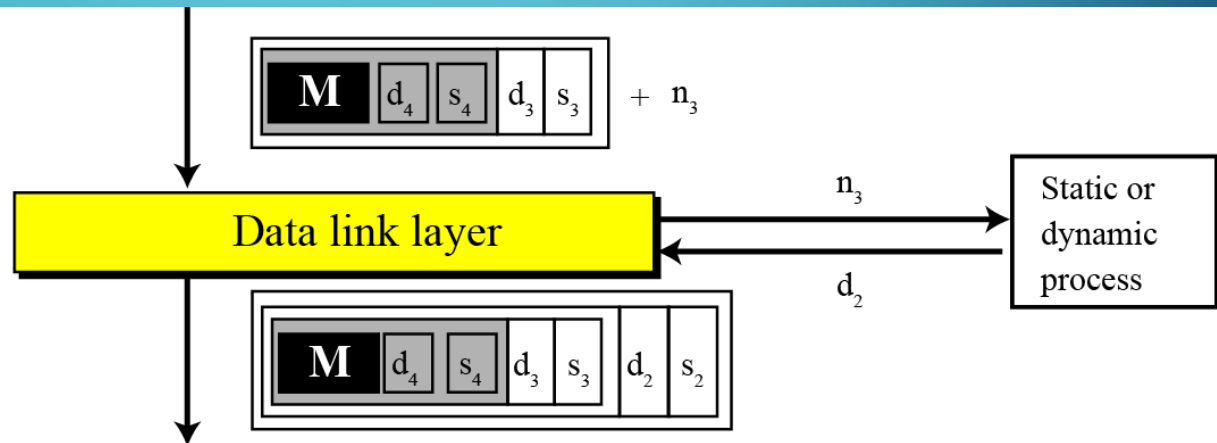 M d₄ s₄ d₃ s₃ + n₃
n₃
Static or
dynamic
process
Data link layer
d₂
M d₄ s₄ d₃ s₃ d₂ s₂